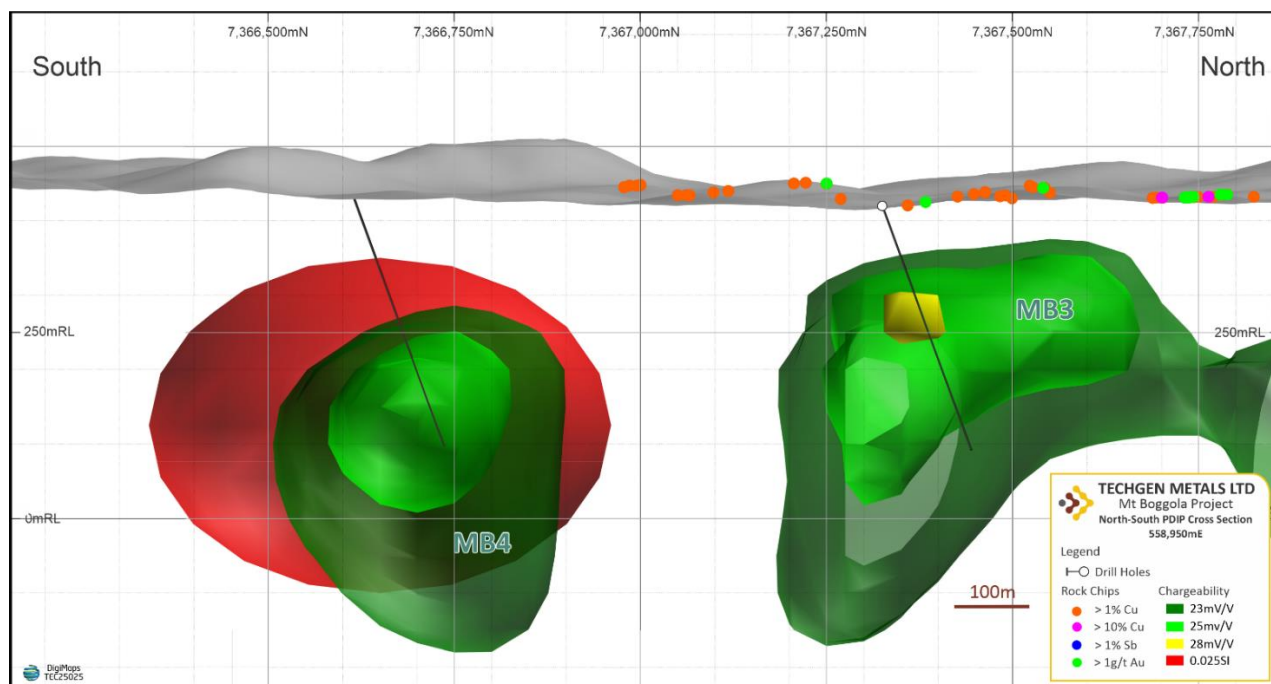 7,366,500mN 7,366,750mN 7,367,000mN 7,367,250mN 7,367,500mN 7,367,750mN
South North
250mRL 250mRL
MB3
0mRL
MB4
100m
TECHGEN METALS LTD
Mt Boggola Project
North-South PDIP Cross Section
558,950mE
Legend
Drill Holes
Rock Chips Chargeability
> 1% Cu 23mV/V
> 10% Cu 25mv/V
> 1% Sb 28mV/V
> 1g/t Au 0.025SI
DigiMaps
TEC25025